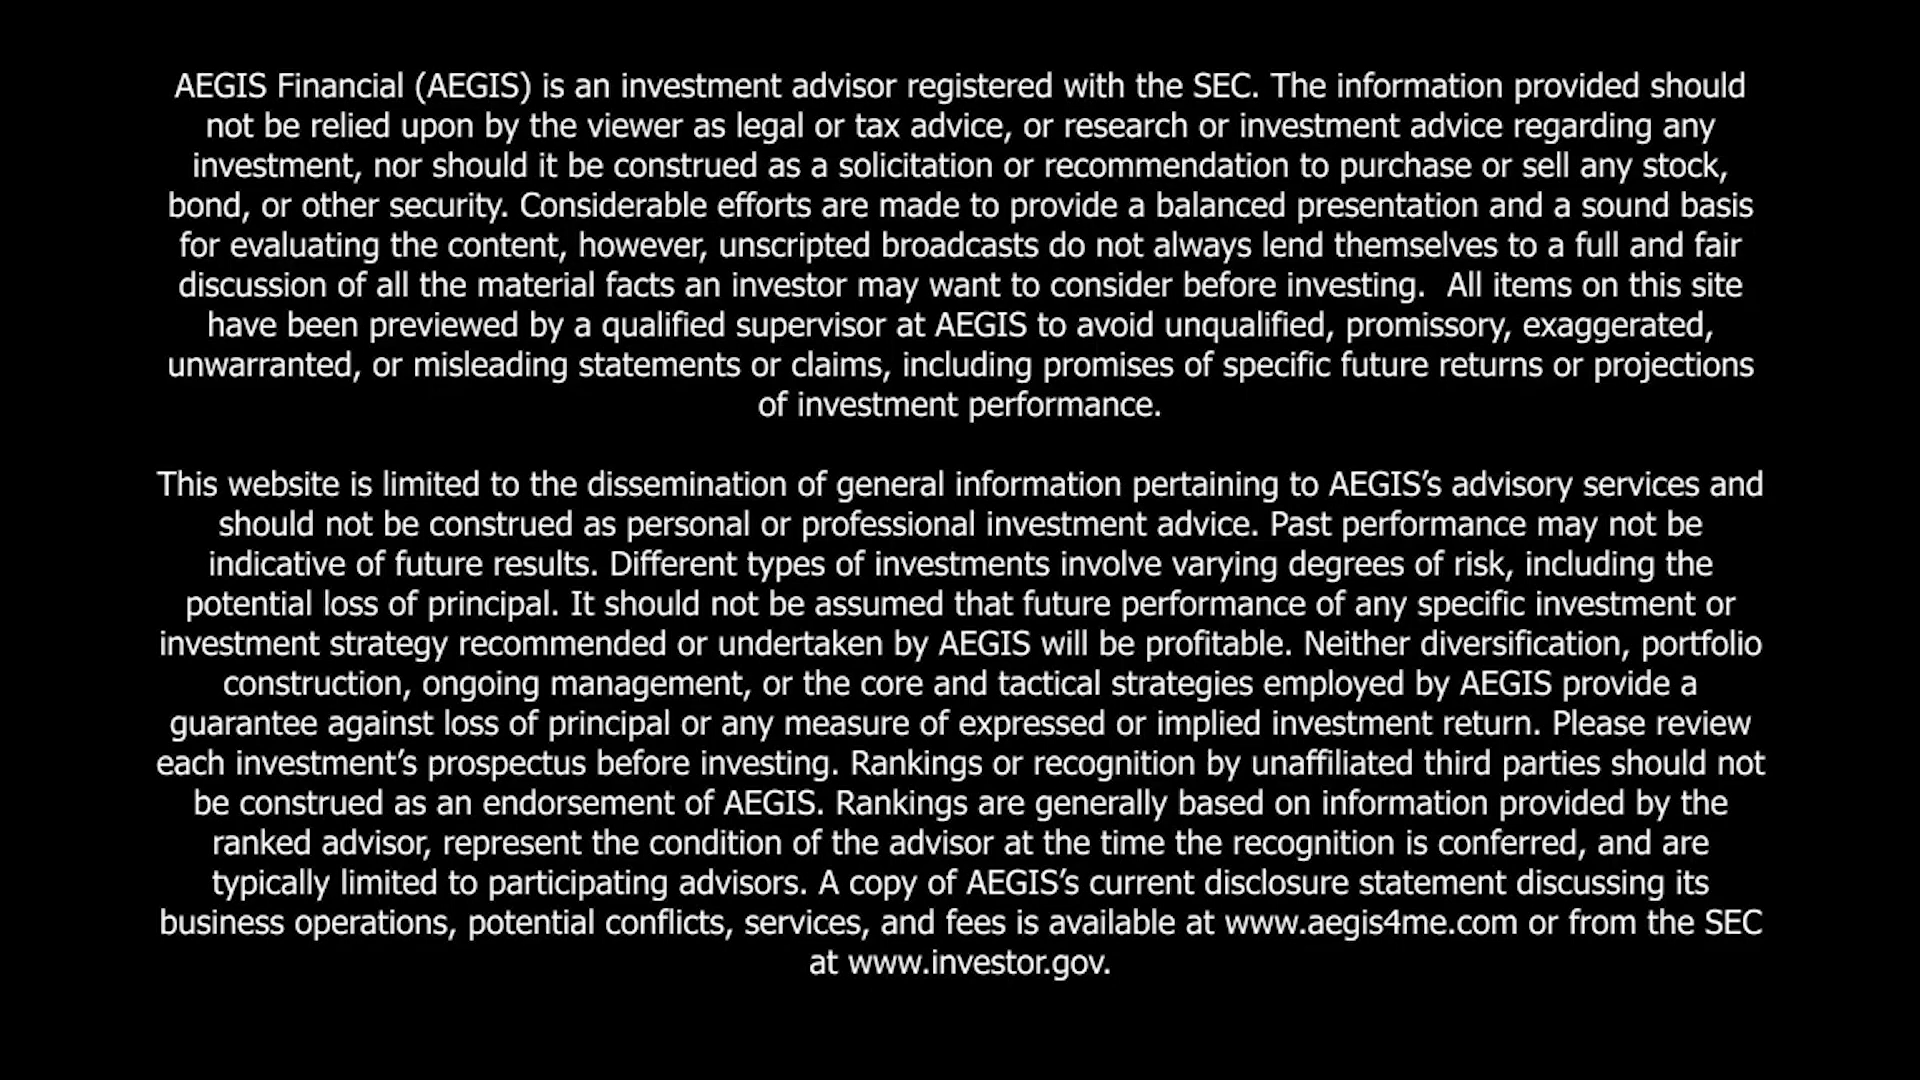 AEGIS Financial (AEGIS) is an investment advisor registered with the SEC. The information provided should
not be relied upon by the viewer as legal or tax advice, or research or investment advice regarding any
investment, nor should it be construed as a solicitation or recommendation to purchase or sell any stock,
bond, or other security. Considerable efforts are made to provide a balanced presentation and a sound basis
for evaluating the content, however, unscripted broadcasts do not always lend themselves to a full and fair
discussion of all the material facts an investor may want to consider before investing.  All items on this site
have been previewed by a qualified supervisor at AEGIS to avoid unqualified, promissory, exaggerated,
unwarranted, or misleading statements or claims, including promises of specific future returns or projections
of investment performance.
This website is limited to the dissemination of general information pertaining to AEGIS’s advisory services and
should not be construed as personal or professional investment advice. Past performance may not be
indicative of future results. Different types of investments involve varying degrees of risk, including the
potential loss of principal. It should not be assumed that future performance of any specific investment or
investment strategy recommended or undertaken by AEGIS will be profitable. Neither diversification, portfolio
construction, ongoing management, or the core and tactical strategies employed by AEGIS provide a
guarantee against loss of principal or any measure of expressed or implied investment return. Please review
each investment’s prospectus before investing. Rankings or recognition by unaffiliated third parties should not
be construed as an endorsement of AEGIS. Rankings are generally based on information provided by the
ranked advisor, represent the condition of the advisor at the time the recognition is conferred, and are
typically limited to participating advisors. A copy of AEGIS’s current disclosure statement discussing its
business operations, potential conflicts, services, and fees is available at www.aegis4me.com or from the SEC
at www.investor.gov.